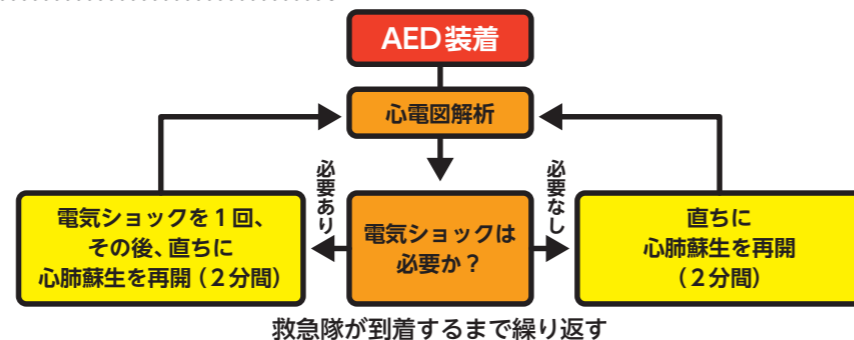 AED装着
心電図解析
必要あり
必要なし
電気ショックを1回、
その後、直ちに
心肺蘇生を再開(2分間)
電気ショックは
必要か?
直ちに
心肺蘇生を再開
(2分間)
救急隊が到着するまで繰り返す